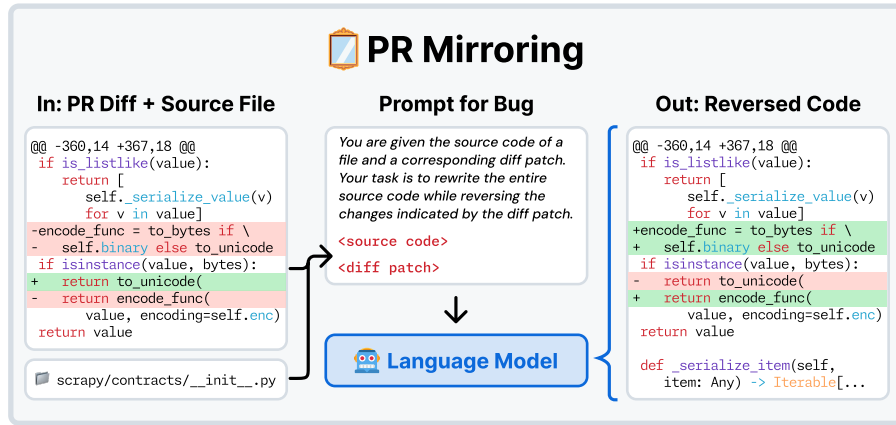 PR Mirroring
In: PR Diff + Source File
@@ -360,14 +367,18 @@
if is_listlike(value):
return [
self._serialize_value(v)
for v in value]
-encode_func = to_bytes if \
- self.binary else to_unicode
if isinstance(value, bytes):
+ return to_unicode(
- return encode_func(
value, encoding=self.enc)
return value
scrapy/contracts/__init__.py
Prompt for Bug
You are given the source code of a
file and a corresponding diff patch.
Your task is to rewrite the entire
source code while reversing the
changes indicated by the diff patch.
<source code>
<diff patch>
Language Model
Out: Reversed Code
@@ -360,14 +367,18 @@
if is_listlike(value):
return [
self._serialize_value(v)
for v in value]
+encode_func = to_bytes if \
+ self.binary else to_unicode
if isinstance(value, bytes):
- return to_unicode(
+ return encode_func(
value, encoding=self.enc)
return value
def _serialize_item(self,
item: Any) -> Iterable[...